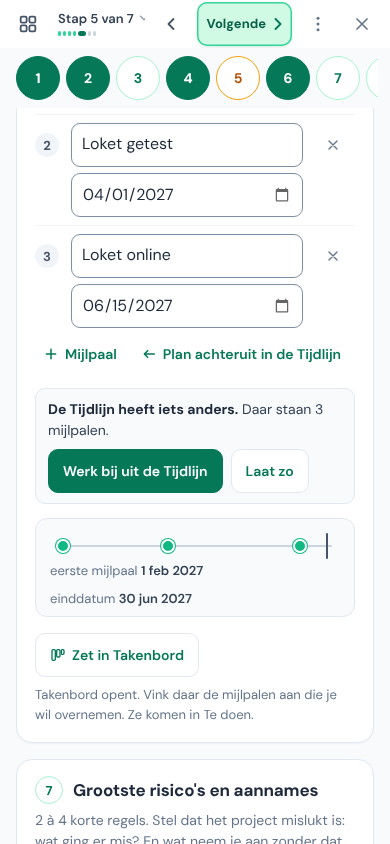 Stap 5 van 7
Volgende
1 2 3 4 5 6 7
2 Loket getest
04/01/2027
3 Loket online
06/15/2027
+ Mijlpaal ← Plan achteruit in de Tijdlijn
De Tijdlijn heeft iets anders. Daar staan 3
mijlpalen.
Werk bij uit de Tijdlijn Laat zo
eerste mijlpaal 1 feb 2027
einddatum 30 jun 2027
Zet in Takenbord
Takenbord opent. Vink daar de mijlpalen aan die je
wil overnemen. Ze komen in Te doen.
7 Grootste risico's en aannames
2 à 4 korte regels. Stel dat het project mislukt is:
wat ging er mis? En wat neem je aan zonder dat